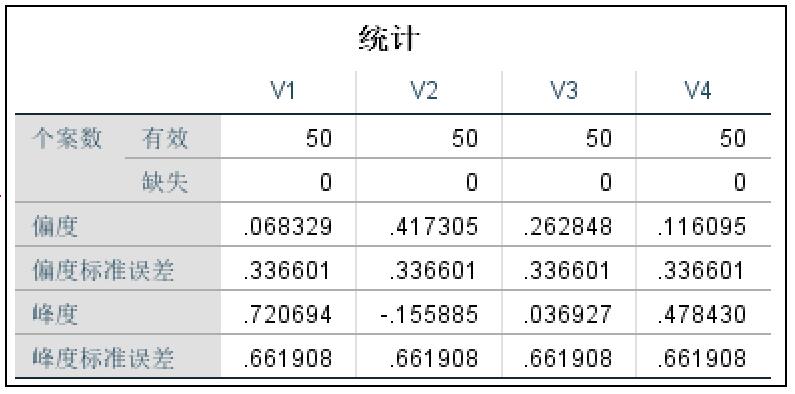 统计
V1 V2 V3 V4
个案数 有效 50 50 50 50
缺失 0 0 0 0
偏度 .068329 .417305 .262848 .116095
偏度标准误差 .336601 .336601 .336601 .336601
峰度 .720694 -.155885 .036927 .478430
峰度标准误差 .661908 .661908 .661908 .661908